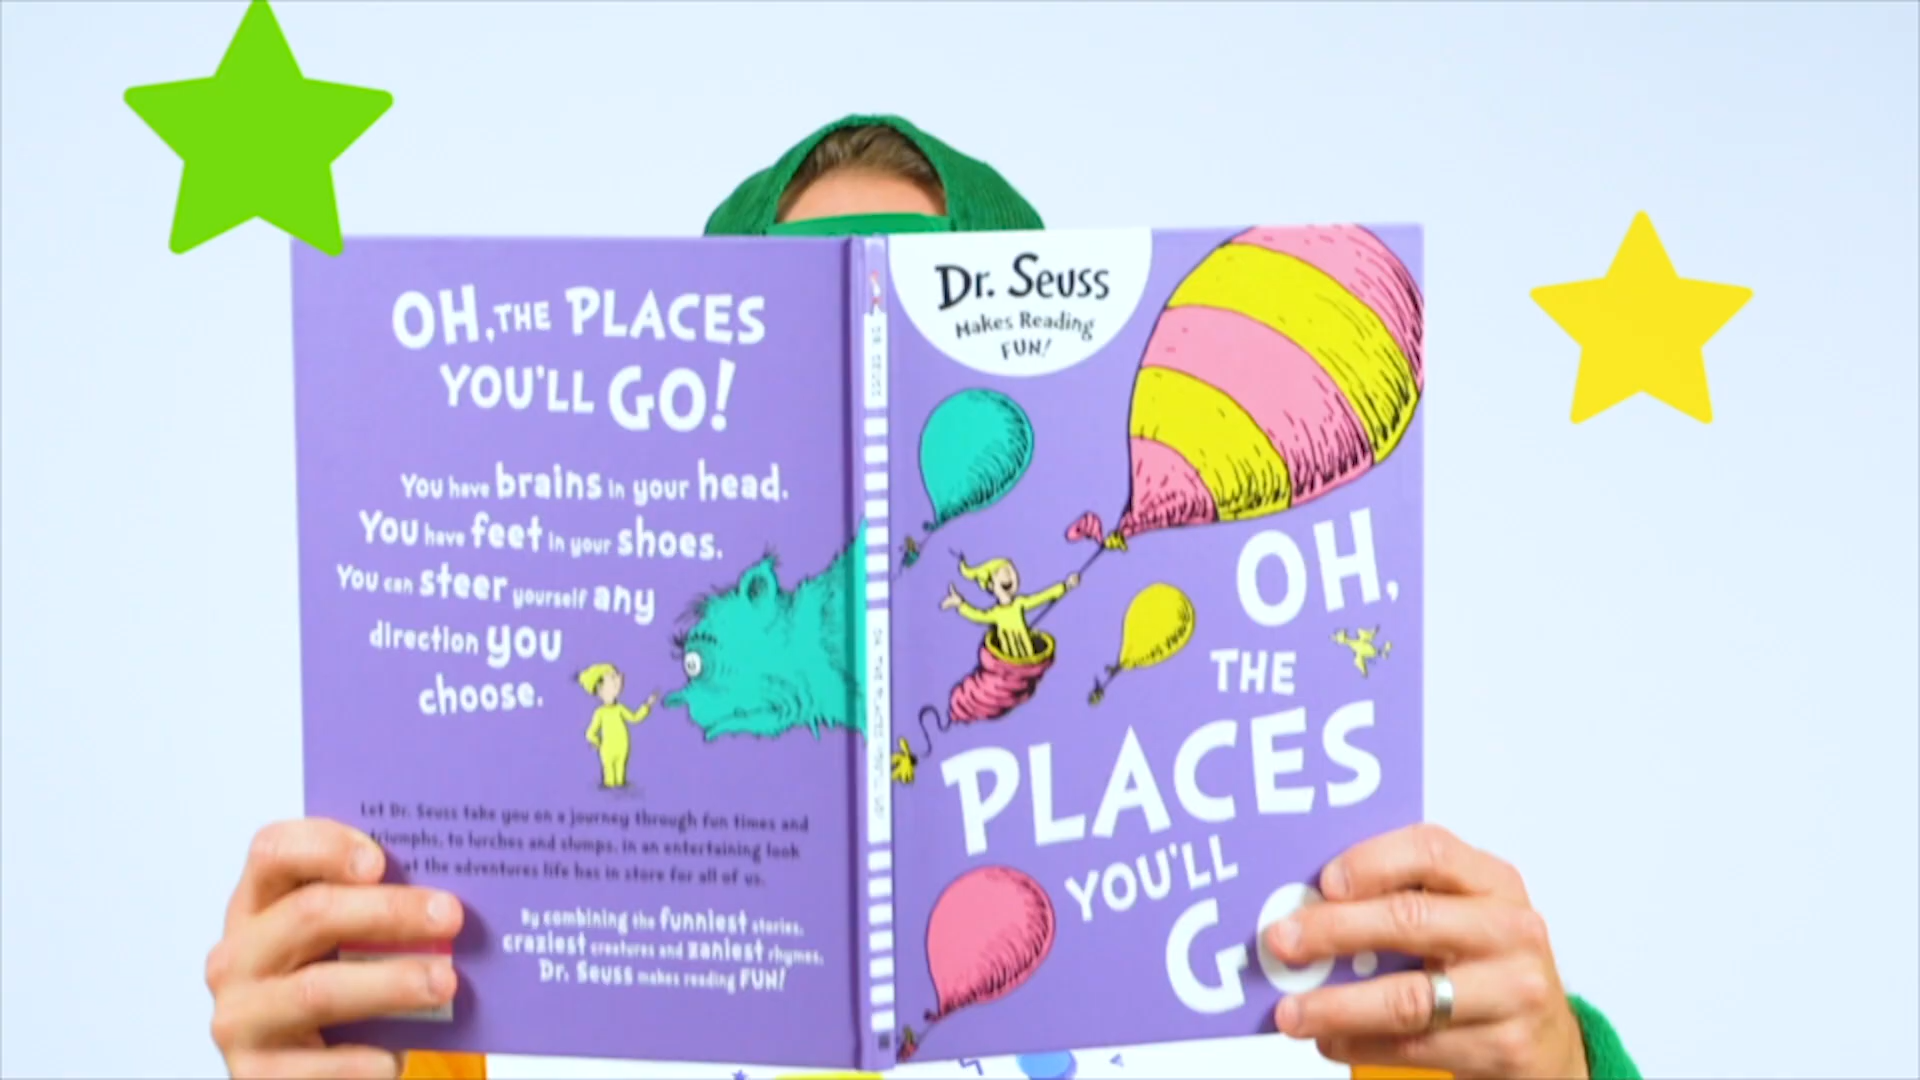 OH, THE PLACES
YOU'LL GO!
You have brains in your head.
You have feet in your shoes.
You can steer yourself any
direction you
choose.
Let Dr. Seuss take you on a journey through fun times and
triumphs, to lurches and slumps, in an entertaining look
at the adventures life has in store for all of us.
By combining the funniest stories,
craziest creatures and zaniest rhymes,
Dr. Seuss makes reading FUN!
Dr. Seuss
Makes Reading
FUN!
OH,
THE
PLACES
YOU'LL
GO!